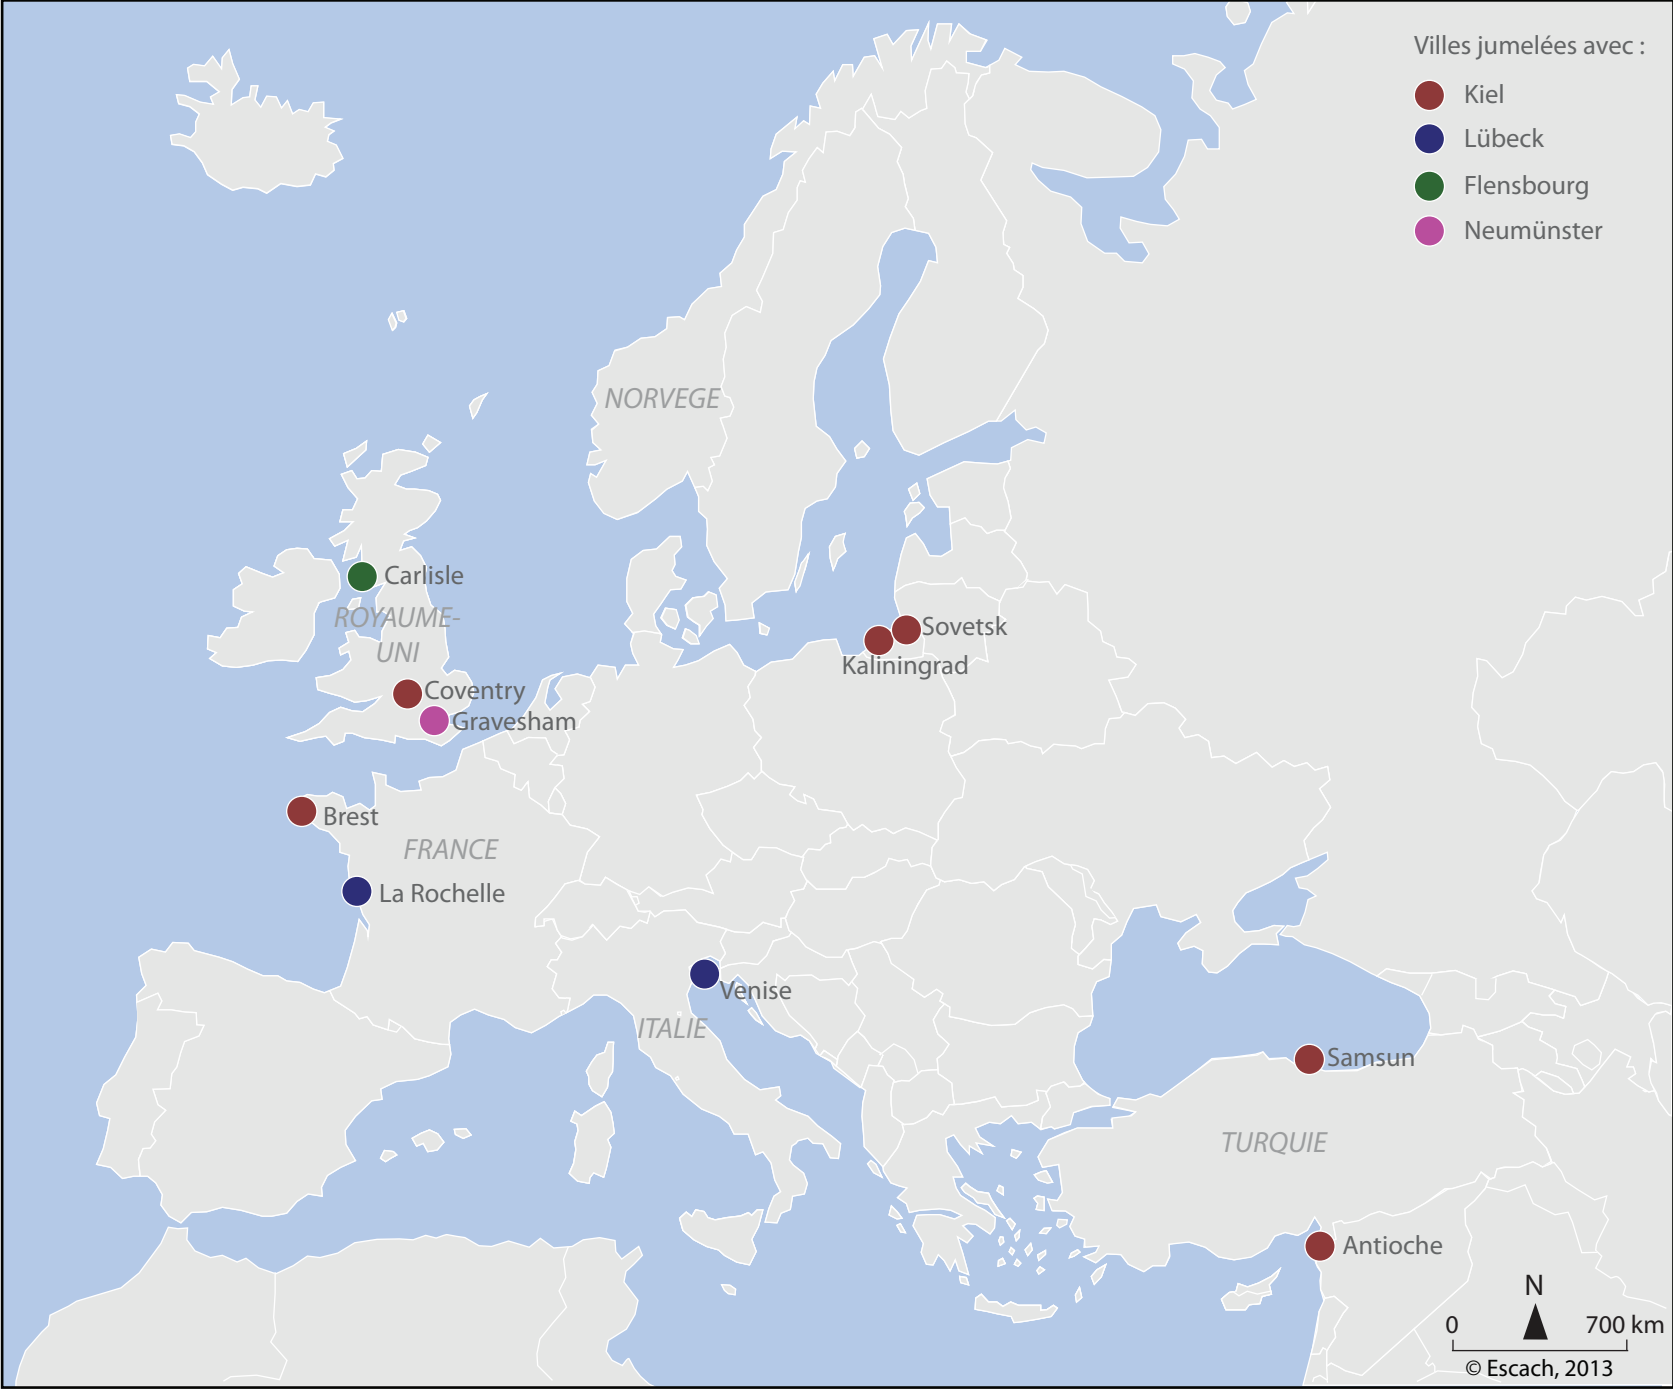 Villes jumelées avec :
Kiel
Lübeck
Flensbourg
Neumünster
NORVEGE
Carlisle
ROYAUME-
UNI
Sovetsk
Kaliningrad
Coventry
Gravesham
Brest
FRANCE
La Rochelle
Venise
ITALIE
Samsun
TURQUIE
Antioche
N
0 700 km
© Escach, 2013